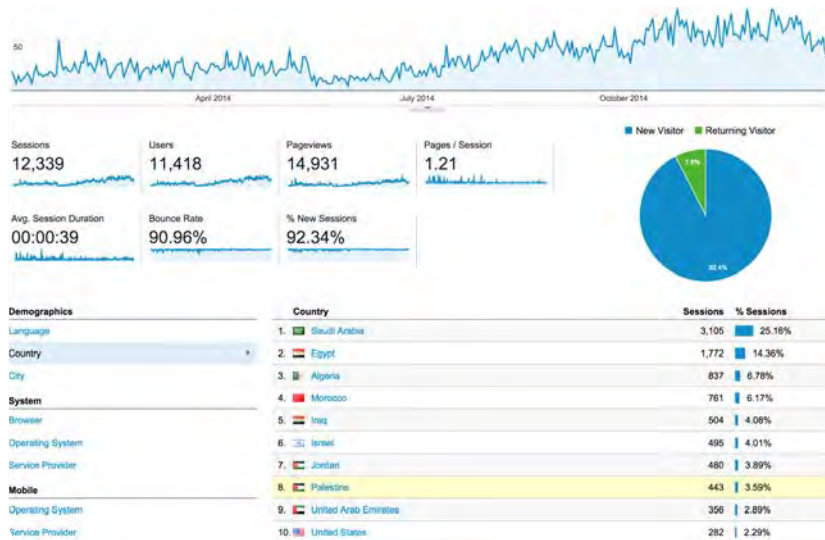 50
April 2014 July 2014 October 2014
New Visitor Returning Visitor
Sessions Users Pageviews Pages / Session
12,339 11,418 14,931 1.21
7.6%
Avg. Session Duration Bounce Rate % New Sessions
00:00:39 90.96% 92.34%
92.4%
Demographics Country Sessions % Sessions
Language 1. Saudi Arabia 3,105 25.16%
Country 2. Egypt 1,772 14.36%
City 3. Algeria 837 6.78%
System 4. Morocco 761 6.17%
Browser 5. Iraq 504 4.08%
Operating System 6. Israel 495 4.01%
Service Provider 7. Jordan 480 3.89%
Mobile 8. Palestine 443 3.59%
Operating System 9. United Arab Emirates 356 2.89%
Service Provider 10. United States 282 2.29%